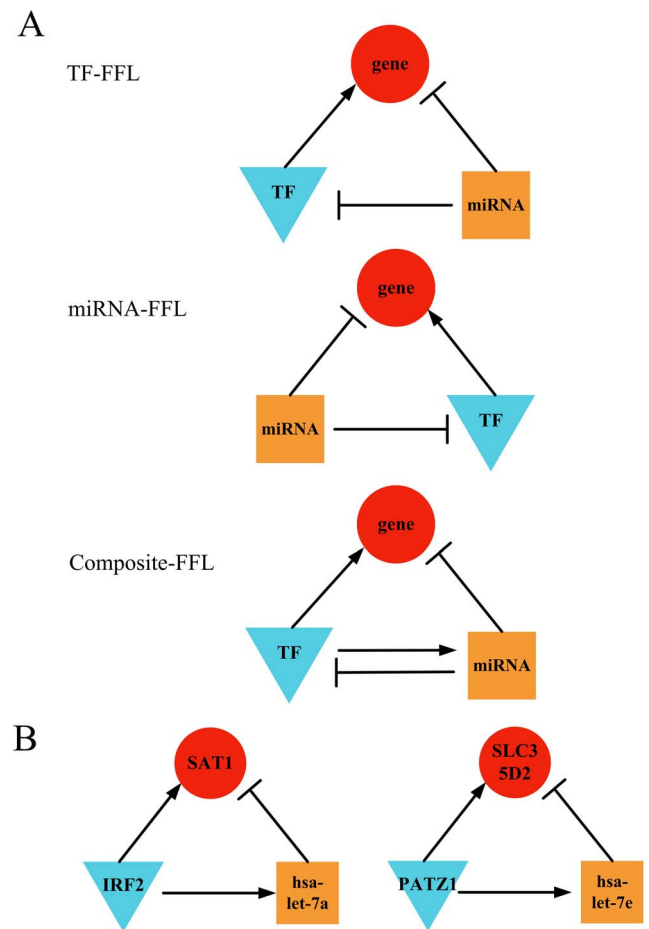 A
TF-FFL
gene
TF
miRNA
miRNA-FFL
gene
miRNA
TF
Composite-FFL
gene
TF
miRNA
B
SAT1
IRF2
hsa-
let-7a
SLC3
5D2
PATZ1
hsa-
let-7e